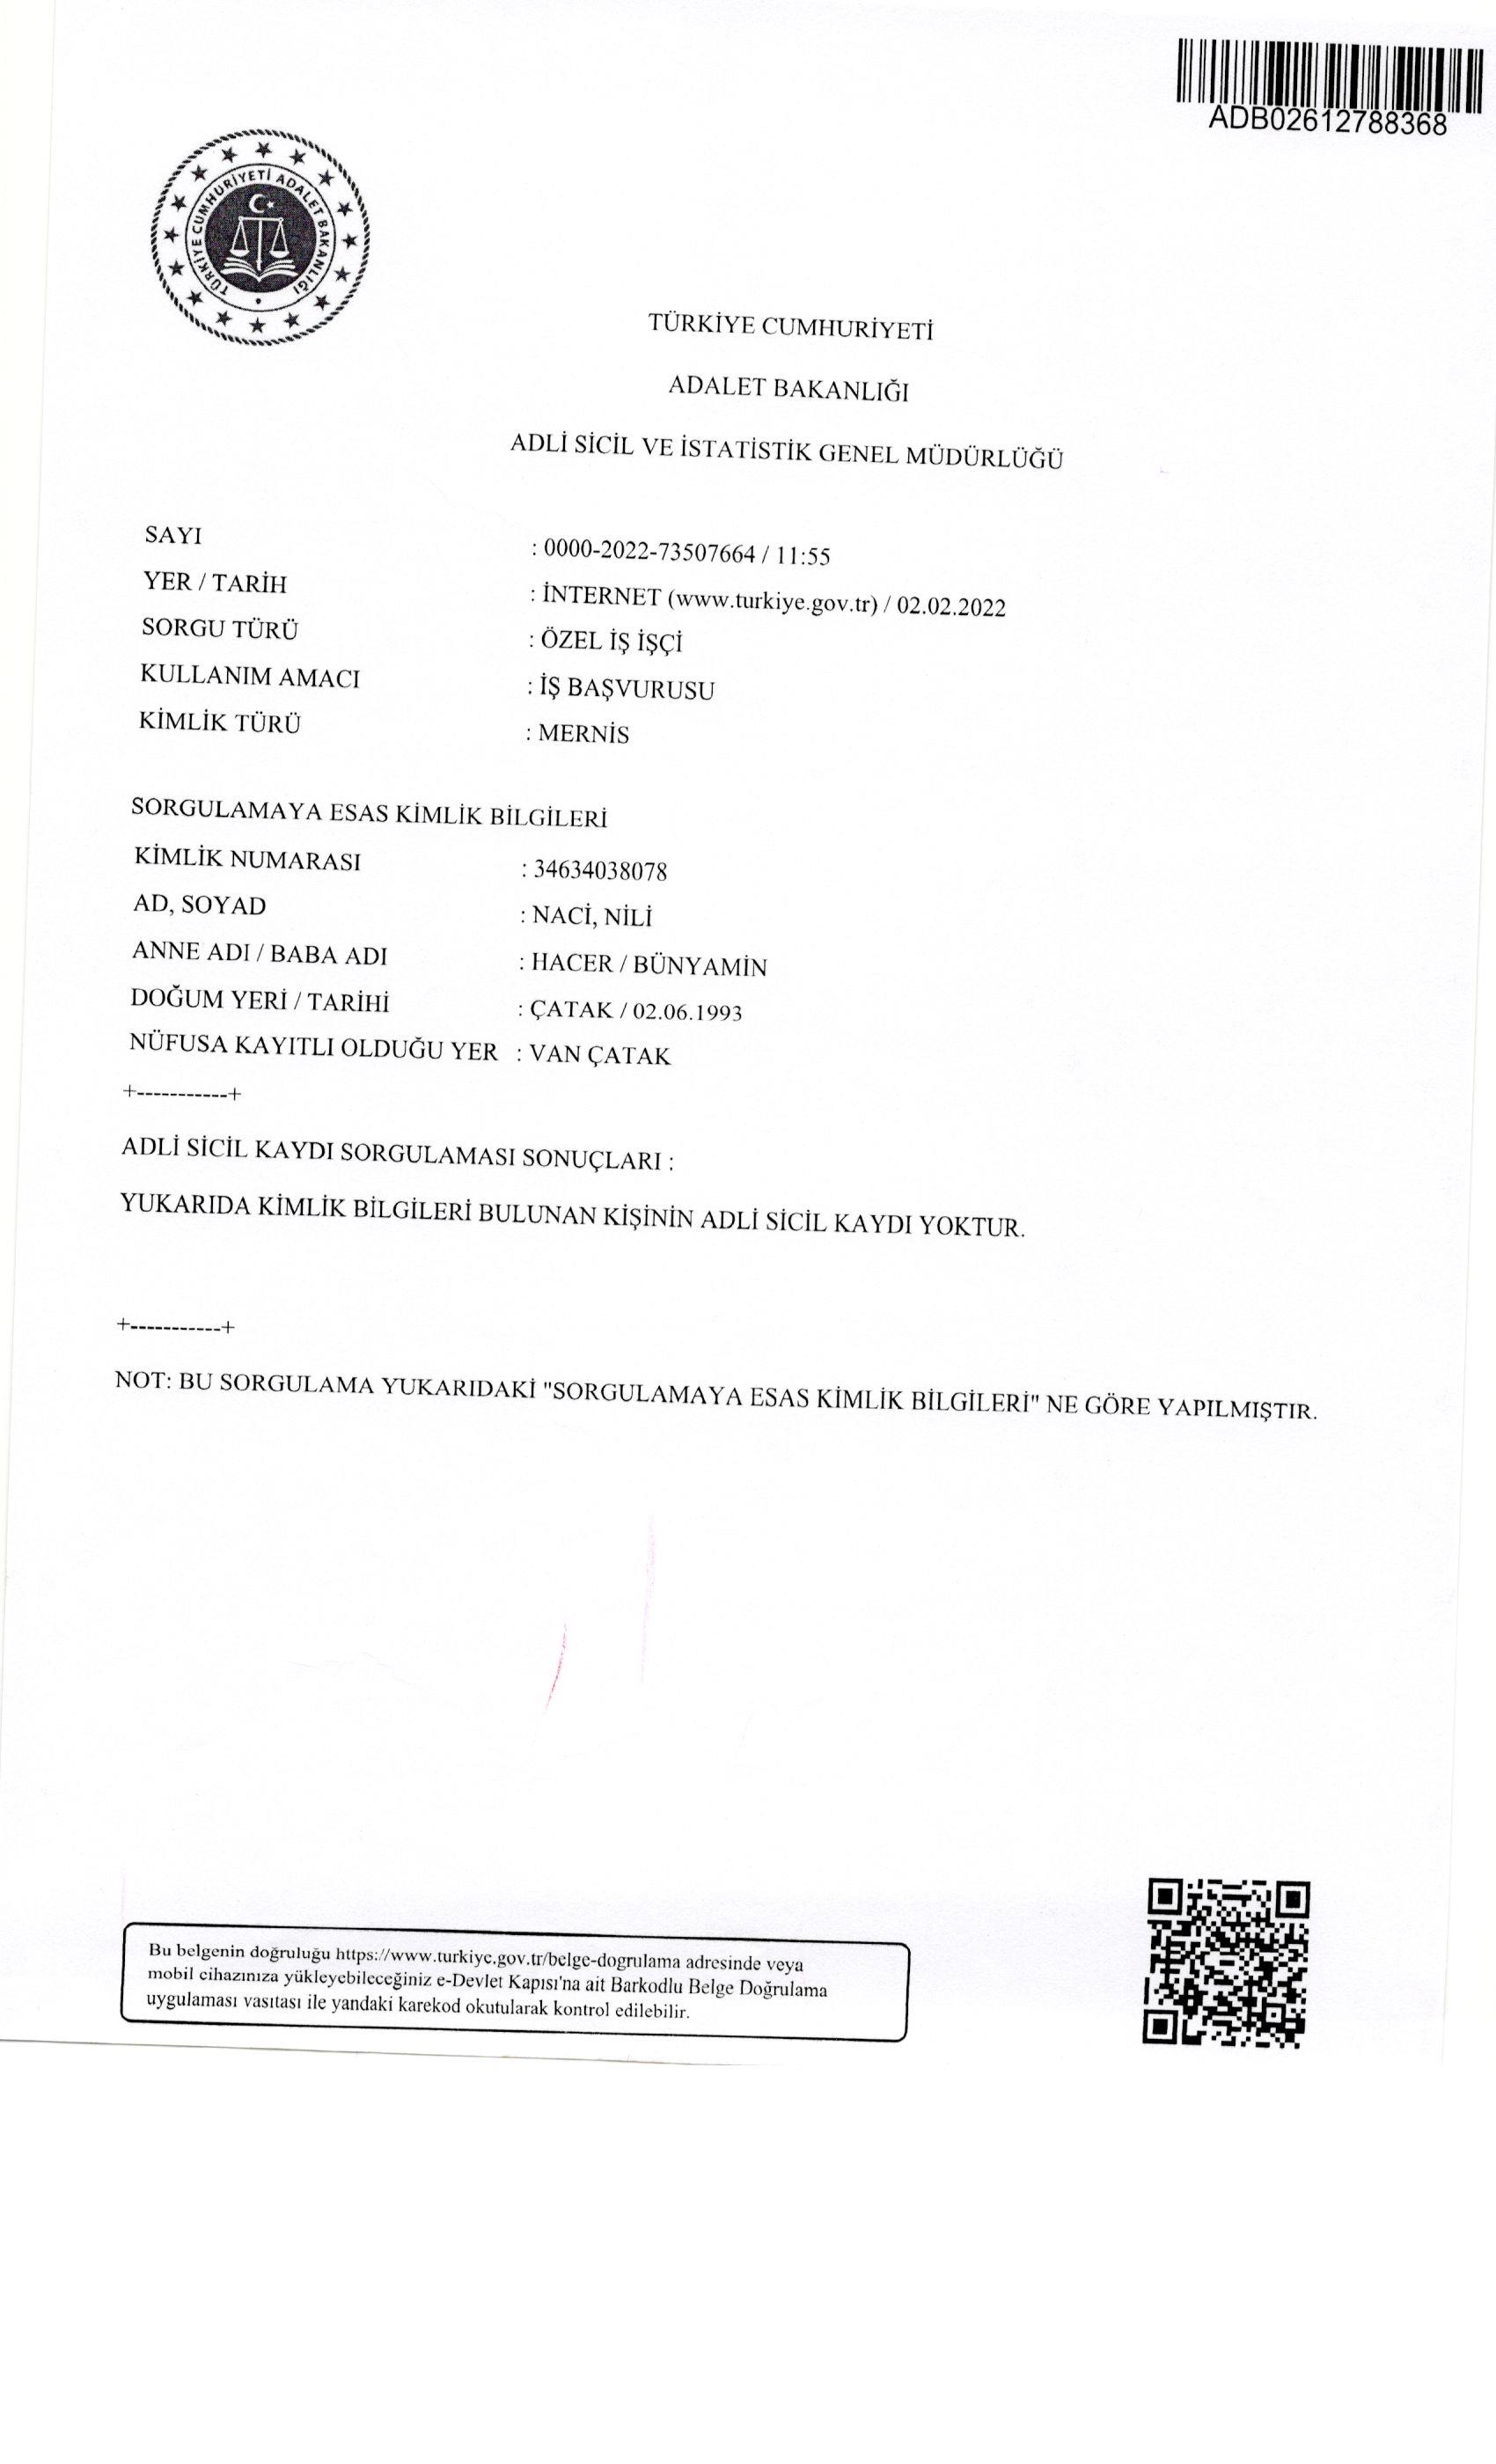 ADB02612788368
TÜRKİYE CUMHURİYETİ ADALET BAKANLIĞI
TÜRKİYE CUMHURİYETİ
ADALET BAKANLIĞI
ADLİ SİCİL VE İSTATİSTİK GENEL MÜDÜRLÜĞÜ
SAYI : 0000-2022-73507664 / 11:55
YER / TARİH : İNTERNET (www.turkiye.gov.tr) / 02.02.2022
SORGU TÜRÜ : ÖZEL İŞ İŞÇİ
KULLANIM AMACI : İŞ BAŞVURUSU
KİMLİK TÜRÜ : MERNİS
SORGULAMAYA ESAS KİMLİK BİLGİLERİ
KİMLİK NUMARASI : 34634038078
AD, SOYAD : NACİ, NİLİ
ANNE ADI / BABA ADI : HACER / BÜNYAMİN
DOĞUM YERİ / TARİHİ : ÇATAK / 02.06.1993
NÜFUSA KAYITLI OLDUĞU YER : VAN ÇATAK
+-----------+
ADLİ SİCİL KAYDI SORGULAMASI SONUÇLARI :
YUKARIDA KİMLİK BİLGİLERİ BULUNAN KİŞİNİN ADLİ SİCİL KAYDI YOKTUR.
+-----------+
NOT: BU SORGULAMA YUKARIDAKİ "SORGULAMAYA ESAS KİMLİK BİLGİLERİ" NE GÖRE YAPILMIŞTIR.
Bu belgenin doğruluğu https://www.turkiye.gov.tr/belge-dogrulama adresinde veya
mobil cihazınıza yükleyebileceğiniz e-Devlet Kapısı'na ait Barkodlu Belge Doğrulama
uygulaması vasıtası ile yandaki karekod okutularak kontrol edilebilir.